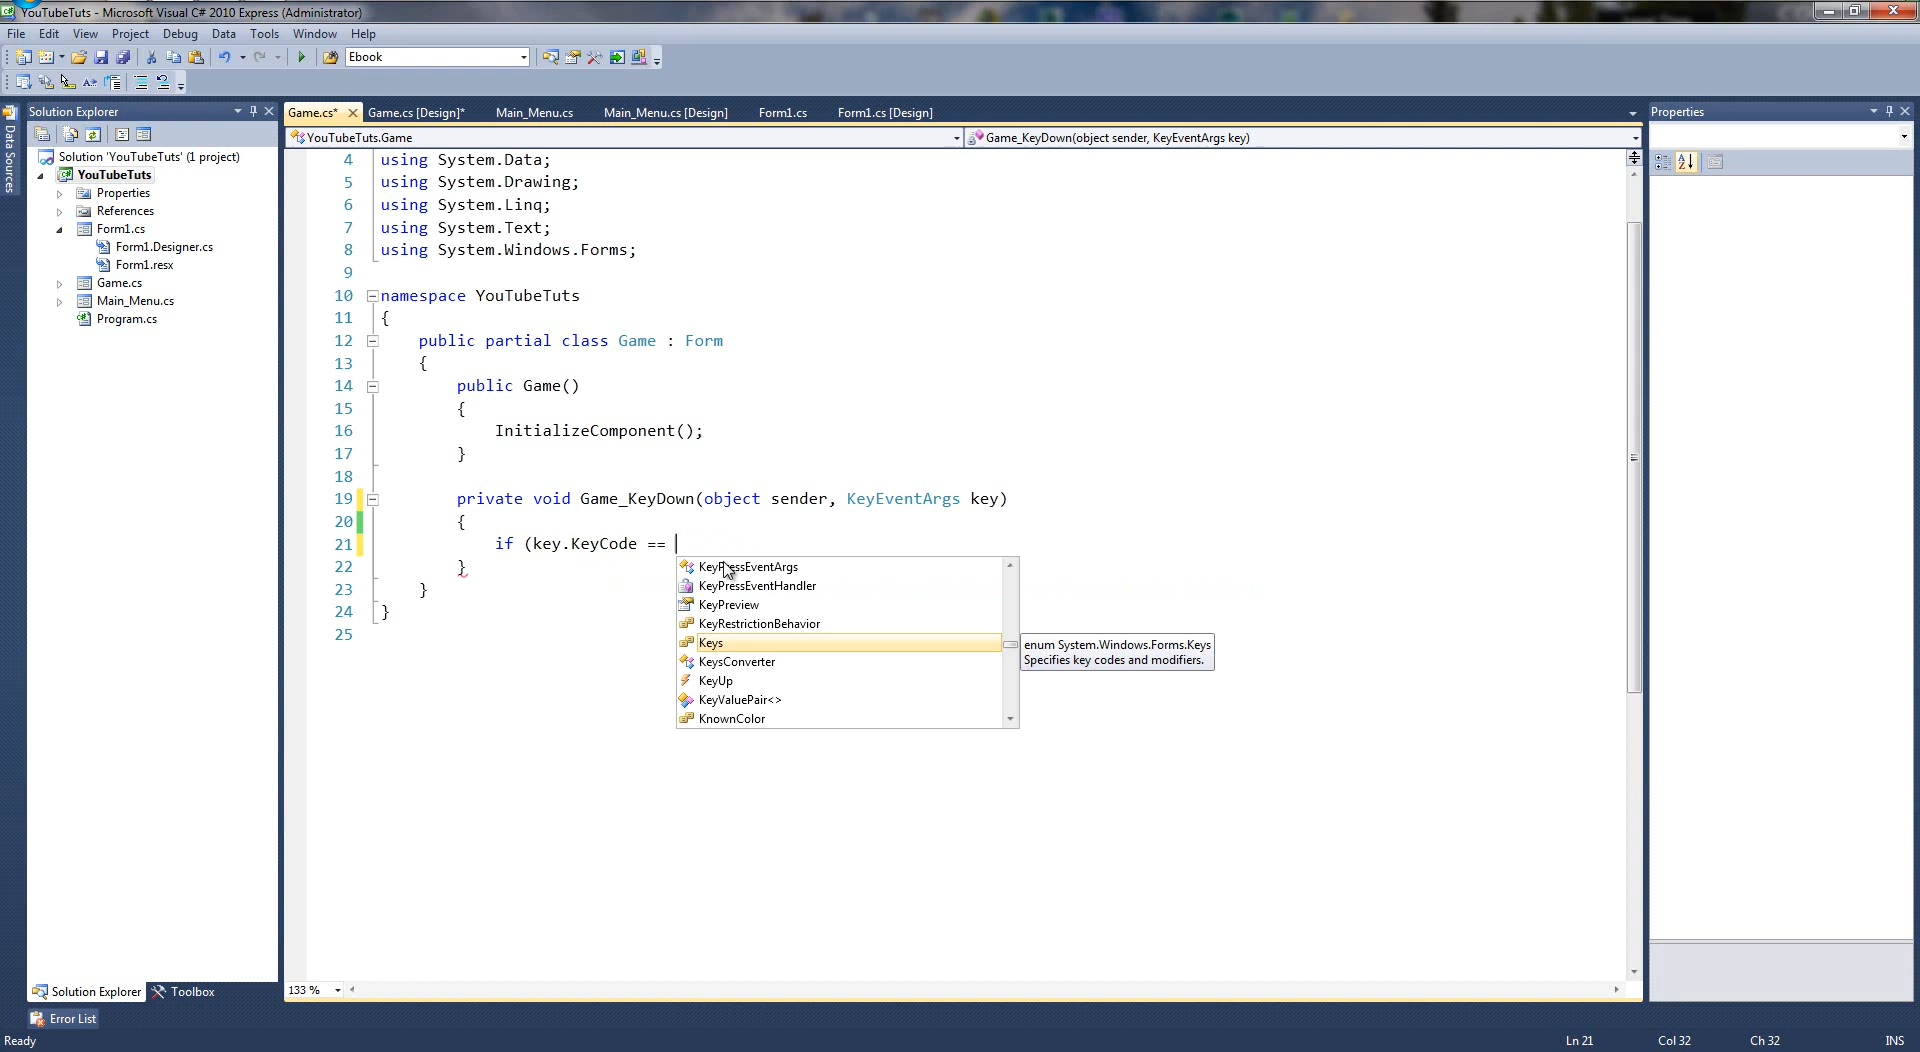 YouTubeTuts - Microsoft Visual C# 2010 Express (Administrator)
File Edit View Project Debug Data Tools Window Help
Ebook
Data Sources
Solution Explorer
Solution 'YouTubeTuts' (1 project)
YouTubeTuts
Properties
References
Form1.cs
Form1.Designer.cs
Form1.resx
Game.cs
Main_Menu.cs
Program.cs
Solution Explorer Toolbox
Game.cs* Game.cs [Design]* Main_Menu.cs Main_Menu.cs [Design] Form1.cs Form1.cs [Design]
YouTubeTuts.Game Game_KeyDown(object sender, KeyEventArgs key)
4 using System.Data;
5 using System.Drawing;
6 using System.Linq;
7 using System.Text;
8 using System.Windows.Forms;
9
10 namespace YouTubeTuts
11 {
12 public partial class Game : Form
13 {
14 public Game()
15 {
16 InitializeComponent();
17 }
18
19 private void Game_KeyDown(object sender, KeyEventArgs key)
20 {
21 if (key.KeyCode ==
22 }
23 }
24 }
25
KeyPressEventArgs
KeyPressEventHandler
KeyPreview
KeyRestrictionBehavior
Keys
KeysConverter
KeyUp
KeyValuePair<>
KnownColor
enum System.Windows.Forms.Keys
Specifies key codes and modifiers.
133 %
Properties
Error List
Ready Ln 21 Col 32 Ch 32 INS